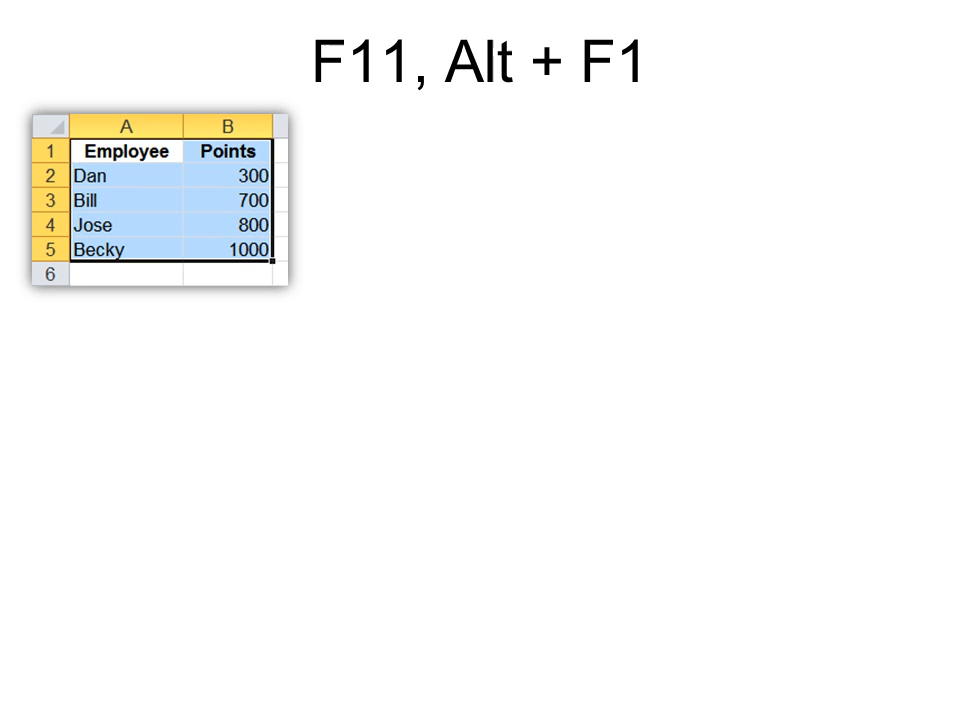 F11, Alt + F1
A B
1 Employee Points
2 Dan 300
3 Bill 700
4 Jose 800
5 Becky 1000
6